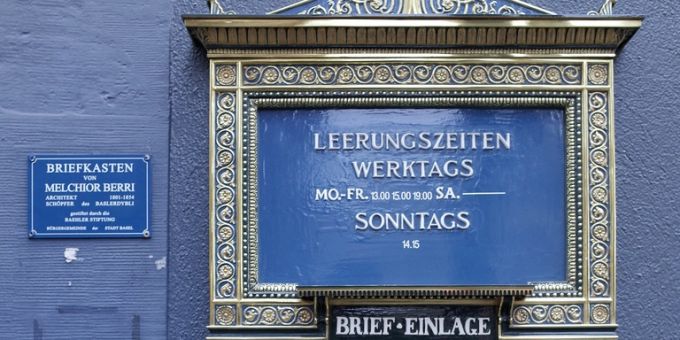 BRIEFKASTEN
VON
MELCHIOR BERRI
ARCHITEKT 1801-1854
SCHÖPFER des BASLERDYBLI
gestiftet durch die
BAEHLER STIFTUNG
BÜRGERGEMEINDE der STADT BASEL
LEERUNGSZEITEN
WERKTAGS
MO.-FR. 13.00 15.00 19.00 SA.
SONNTAGS
14.15
BRIEF·EINLAGE